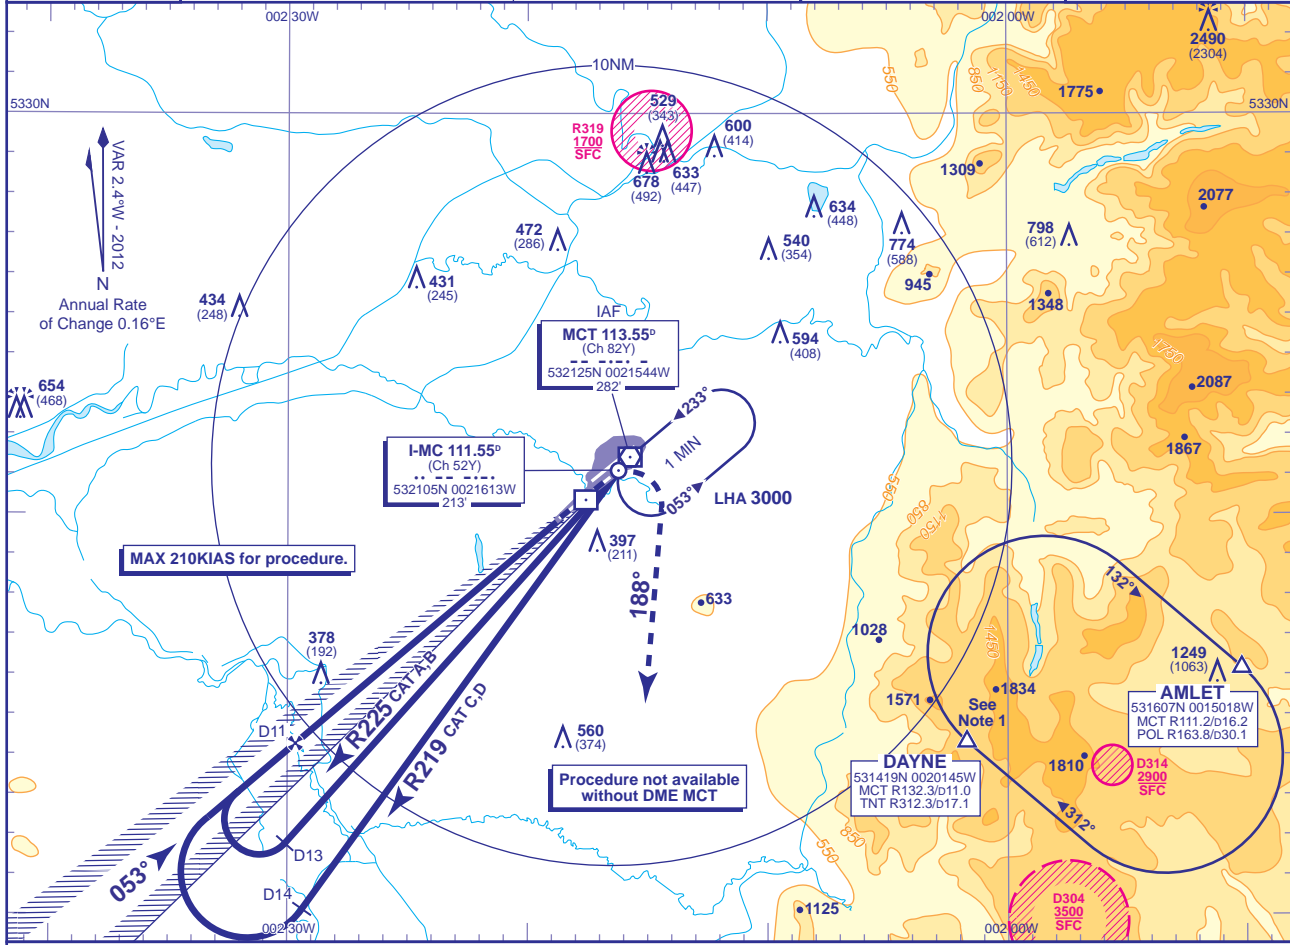 002 30W
002 00W
2490
(2304)
10NM
550
850
1150
1450
1775
5330N
5330N
529
(343)
R319
1700
SFC
600
(414)
VAR 2.4°W - 2012
N
Annual Rate
of Change 0.16°E
678
(492)
633
(447)
1309
2077
634
(448)
472
(286)
540
(354)
774
(588)
798
(612)
431
(245)
945
1348
434
(248)
IAF
MCT 113.55ᴰ
(Ch 82Y)
532125N 0021544W
282'
594
(408)
1750
2087
654
(468)
233°
1 MIN
053°
1867
I-MC 111.55ᴰ
(Ch 52Y)
532105N 0021613W
213'
LHA 3000
550
850
1150
397
(211)
MAX 210KIAS for procedure.
188°
633
132°
1028
1450
378
(192)
1249
(1063)
R225 CAT A,B
R219 CAT C,D
1834
1571
See
Note 1
AMLET
531607N 0015018W
MCT R111.2/D16.2
POL R163.8/D30.1
D11
560
(374)
Procedure not available
without DME MCT
DAYNE
531419N 0020145W
MCT R132.3/D11.0
TNT R312.3/D17.1
1810
D314
2900
SFC
312°
850
550
D13
053°
D14
1125
D304
3500
SFC
002 30W
002 00W